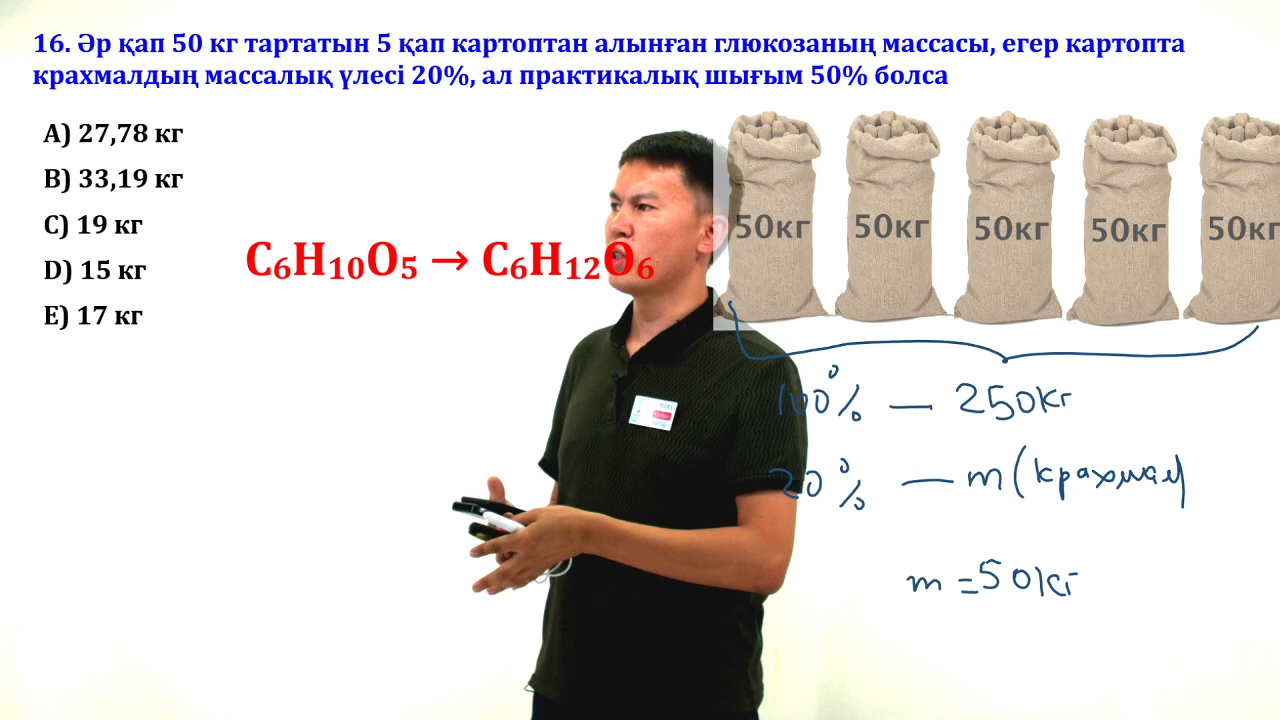 16. Әр қап 50 кг тартатын 5 қап картоптан алынған глюкозаның массасы, егер картопта
крахмалдың массалық үлесі 20%, ал практикалық шығым 50% болса
A) 27,78 кг
B) 33,19 кг
C) 19 кг
D) 15 кг
E) 17 кг
C₆H₁₀O₅ → C₆H₁₂O₆
50кг 50кг 50кг 50кг 50кг
100% — 250кг
20% — m(крахмал)
m = 50кг